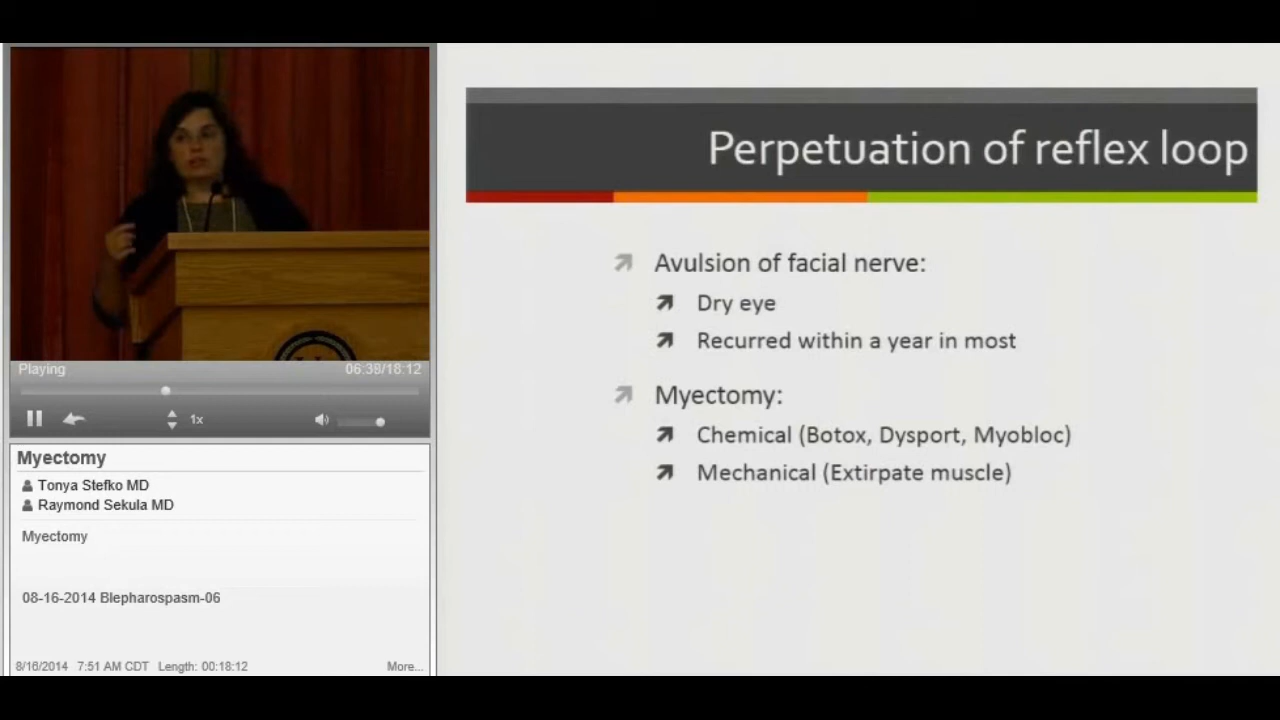 Perpetuation of reflex loop
Avulsion of facial nerve:
Dry eye
Recurred within a year in most
Myectomy:
Chemical (Botox, Dysport, Myobloc)
Mechanical (Extirpate muscle)
Playing 06:38/18:12
1x
Myectomy
Tonya Stefko MD
Raymond Sekula MD
Myectomy
08-16-2014 Blepharospasm-06
8/16/2014 7:51 AM CDT Length: 00:18:12 More...